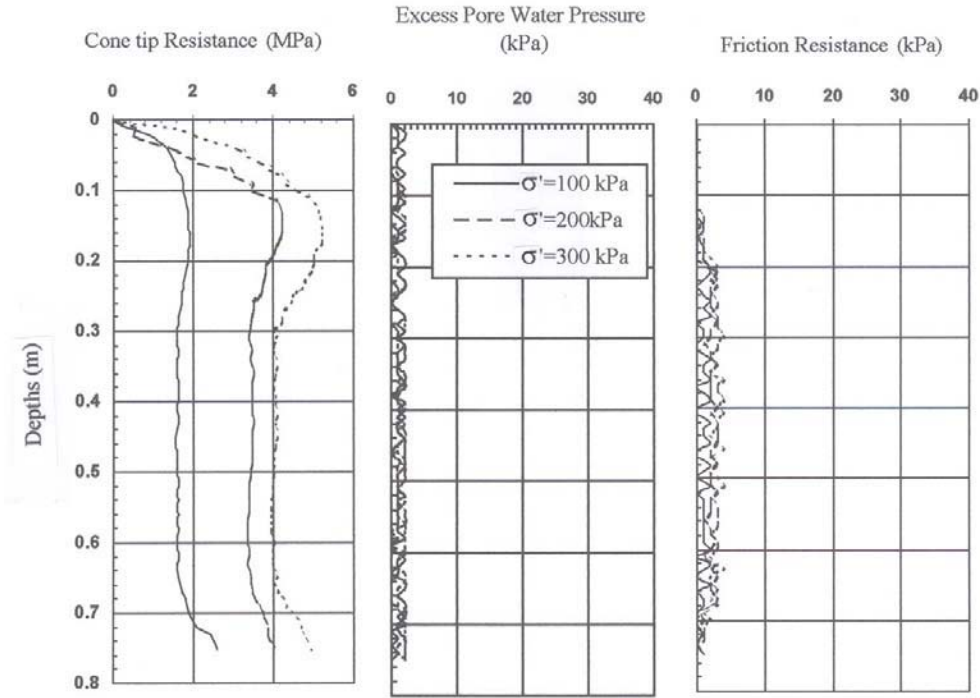 Cone tip Resistance (MPa)
0 2 4 6
Depths (m)
0
0.1
0.2
0.3
0.4
0.5
0.6
0.7
0.8
Excess Pore Water Pressure
(kPa)
0 10 20 30 40
σ'=100 kPa
σ'=200kPa
σ'=300 kPa
Friction Resistance (kPa)
0 10 20 30 40